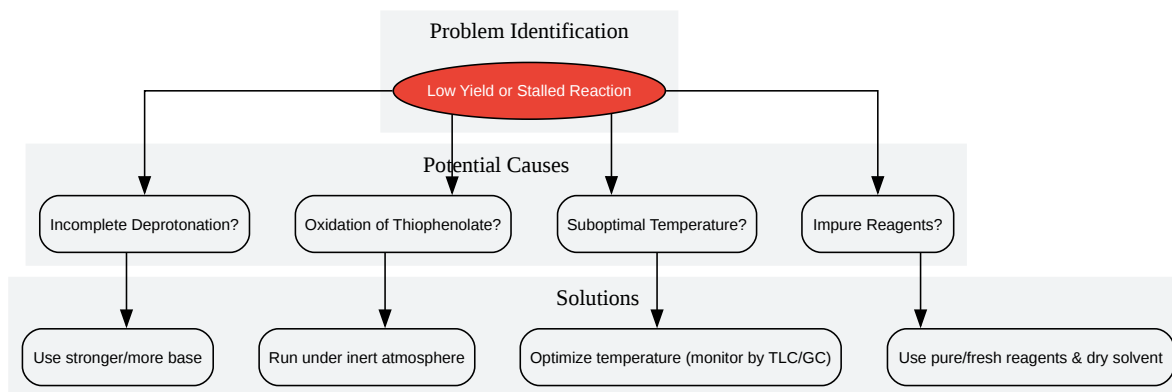 Problem Identification
Low Yield or Stalled Reaction
Potential Causes
Incomplete Deprotonation?
Oxidation of Thiophenolate?
Suboptimal Temperature?
Impure Reagents?
Solutions
Use stronger/more base
Run under inert atmosphere
Optimize temperature (monitor by TLC/GC)
Use pure/fresh reagents & dry solvent